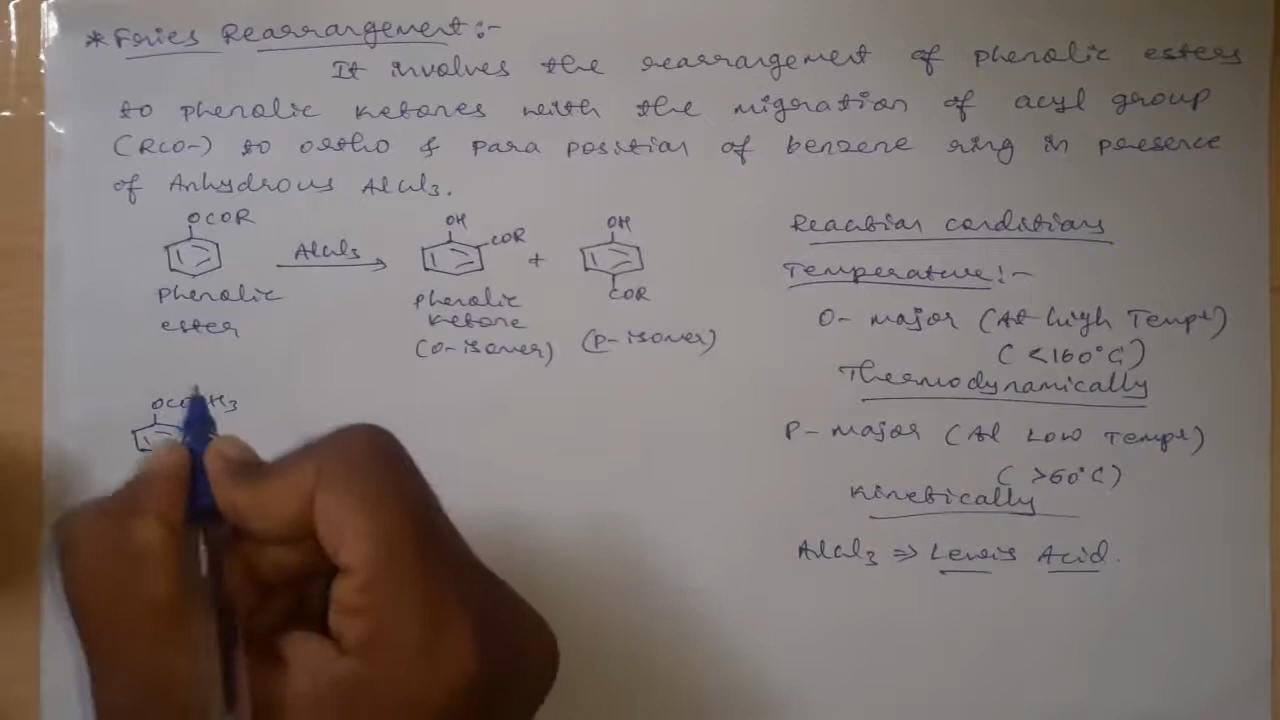 * Fries Rearrangement:-
It involves the rearrangement of phenolic esters
to phenolic ketones with the migration of acyl group
(RCO-) to ortho & para position of benzene ring in presence
of Anhydrous AlCl3.
OCOR
AlCl3
Phenolic
ester
OH
COR
+
Phenolic
ketone
(O-isomer)
OH
COR
(P-isomer)
Reaction conditions
Temperature:-
O- major (At high Tempr)
( <160°C)
Thermodynamically
P- major (At Low Tempr)
( >60°C)
Kinetically
AlCl3 ⇒ Lewis Acid.